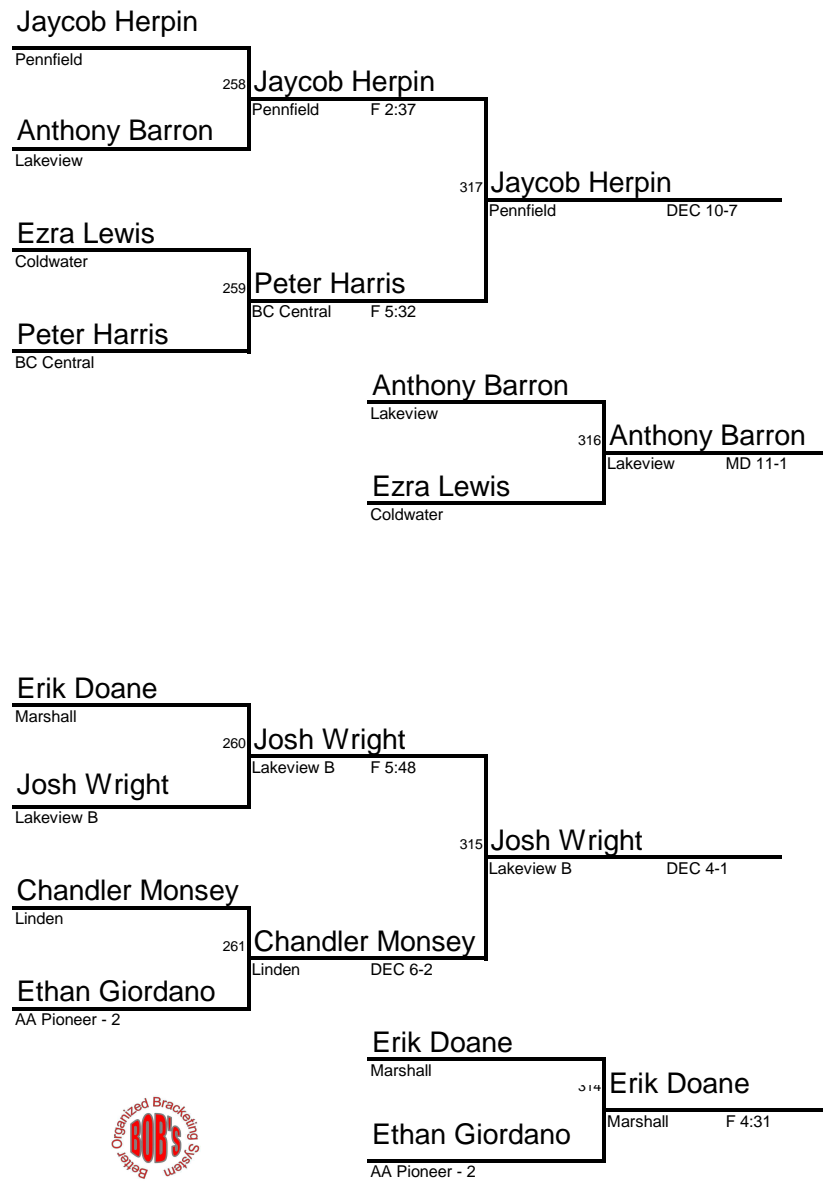 Jaycob Herpin
Pennfield
258 Jaycob Herpin
Pennfield F 2:37
Anthony Barron
Lakeview
317 Jaycob Herpin
Pennfield DEC 10-7
Ezra Lewis
Coldwater
259 Peter Harris
BC Central F 5:32
Peter Harris
BC Central
Anthony Barron
Lakeview
316 Anthony Barron
Lakeview MD 11-1
Ezra Lewis
Coldwater
Erik Doane
Marshall
260 Josh Wright
Lakeview B F 5:48
Josh Wright
Lakeview B
315 Josh Wright
Lakeview B DEC 4-1
Chandler Monsey
Linden
261 Chandler Monsey
Linden DEC 6-2
Ethan Giordano
AA Pioneer - 2
Erik Doane
Marshall
314 Erik Doane
Marshall F 4:31
Ethan Giordano
AA Pioneer - 2
Better Organized Bracketing System
BOB's